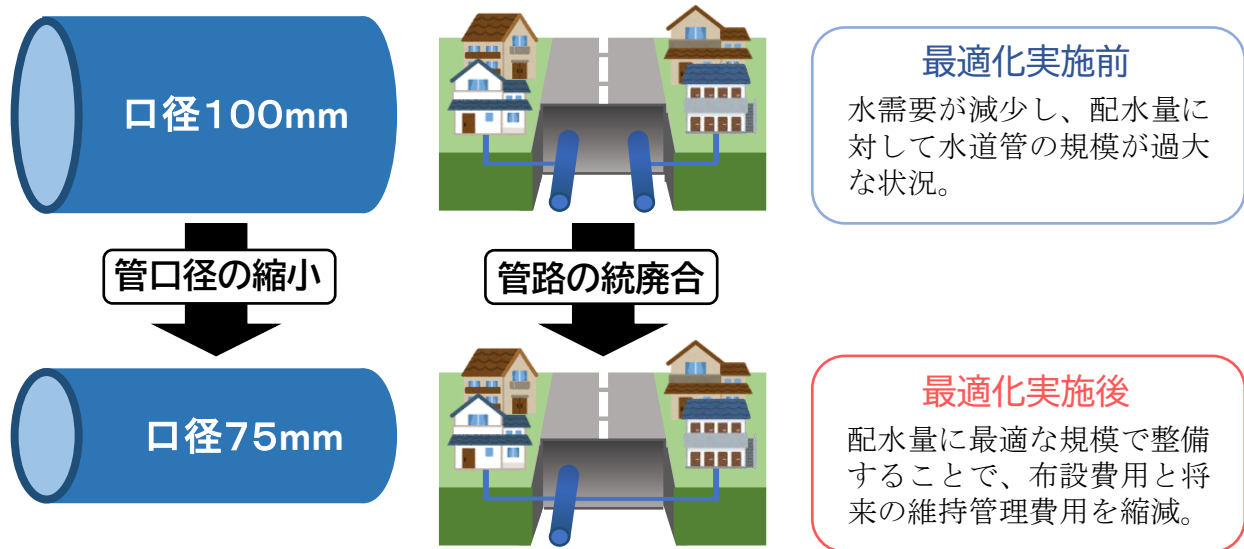 口径100mm
最適化実施前
水需要が減少し、配水量に
対して水道管の規模が過大
な状況。
管口径の縮小
管路の統廃合
口径75mm
最適化実施後
配水量に最適な規模で整備
することで、布設費用と将
来の維持管理費用を縮減。